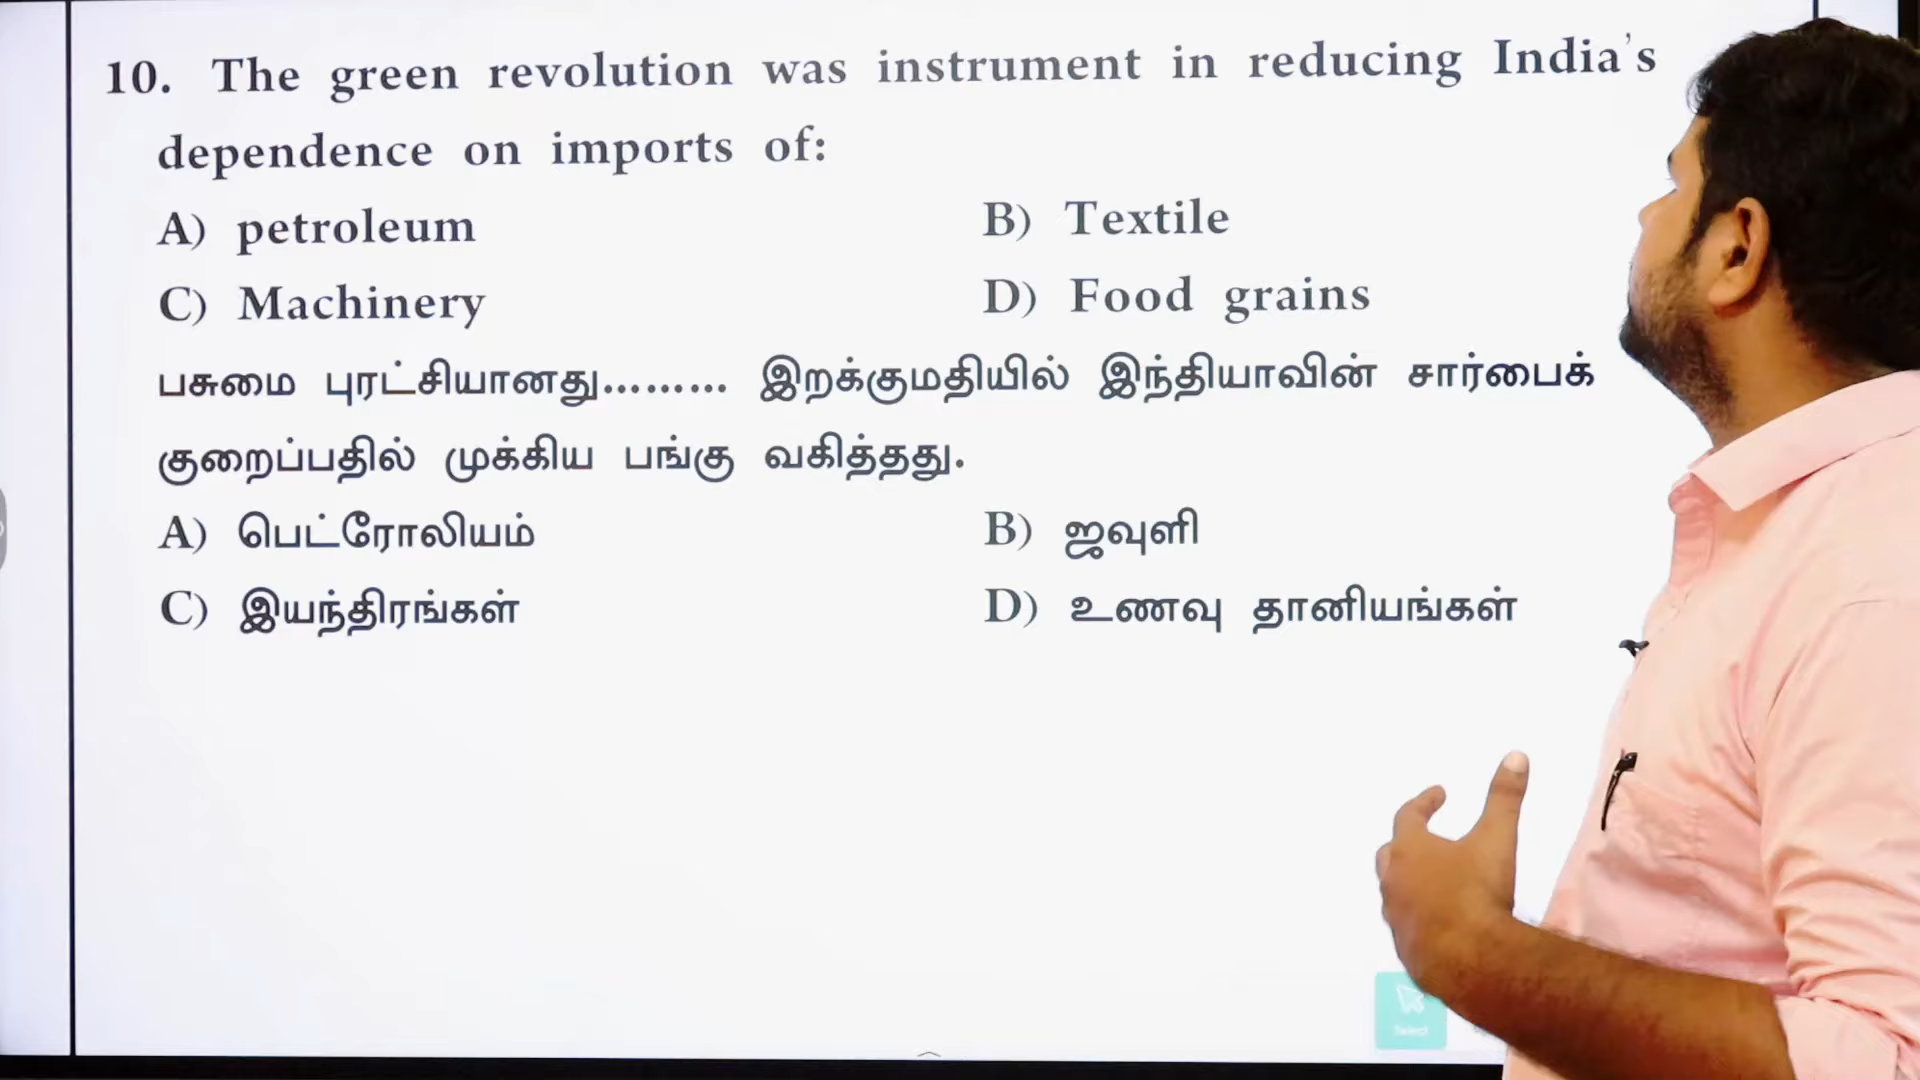 10. The green revolution was instrument in reducing India's
dependence on imports of:
A) petroleum B) Textile
C) Machinery D) Food grains
பசுமை புரட்சியானது......... இறக்குமதியில் இந்தியாவின் சார்பைக்
குறைப்பதில் முக்கிய பங்கு வகித்தது.
A) பெட்ரோலியம் B) ஜவுளி
C) இயந்திரங்கள் D) உணவு தானியங்கள்
Select